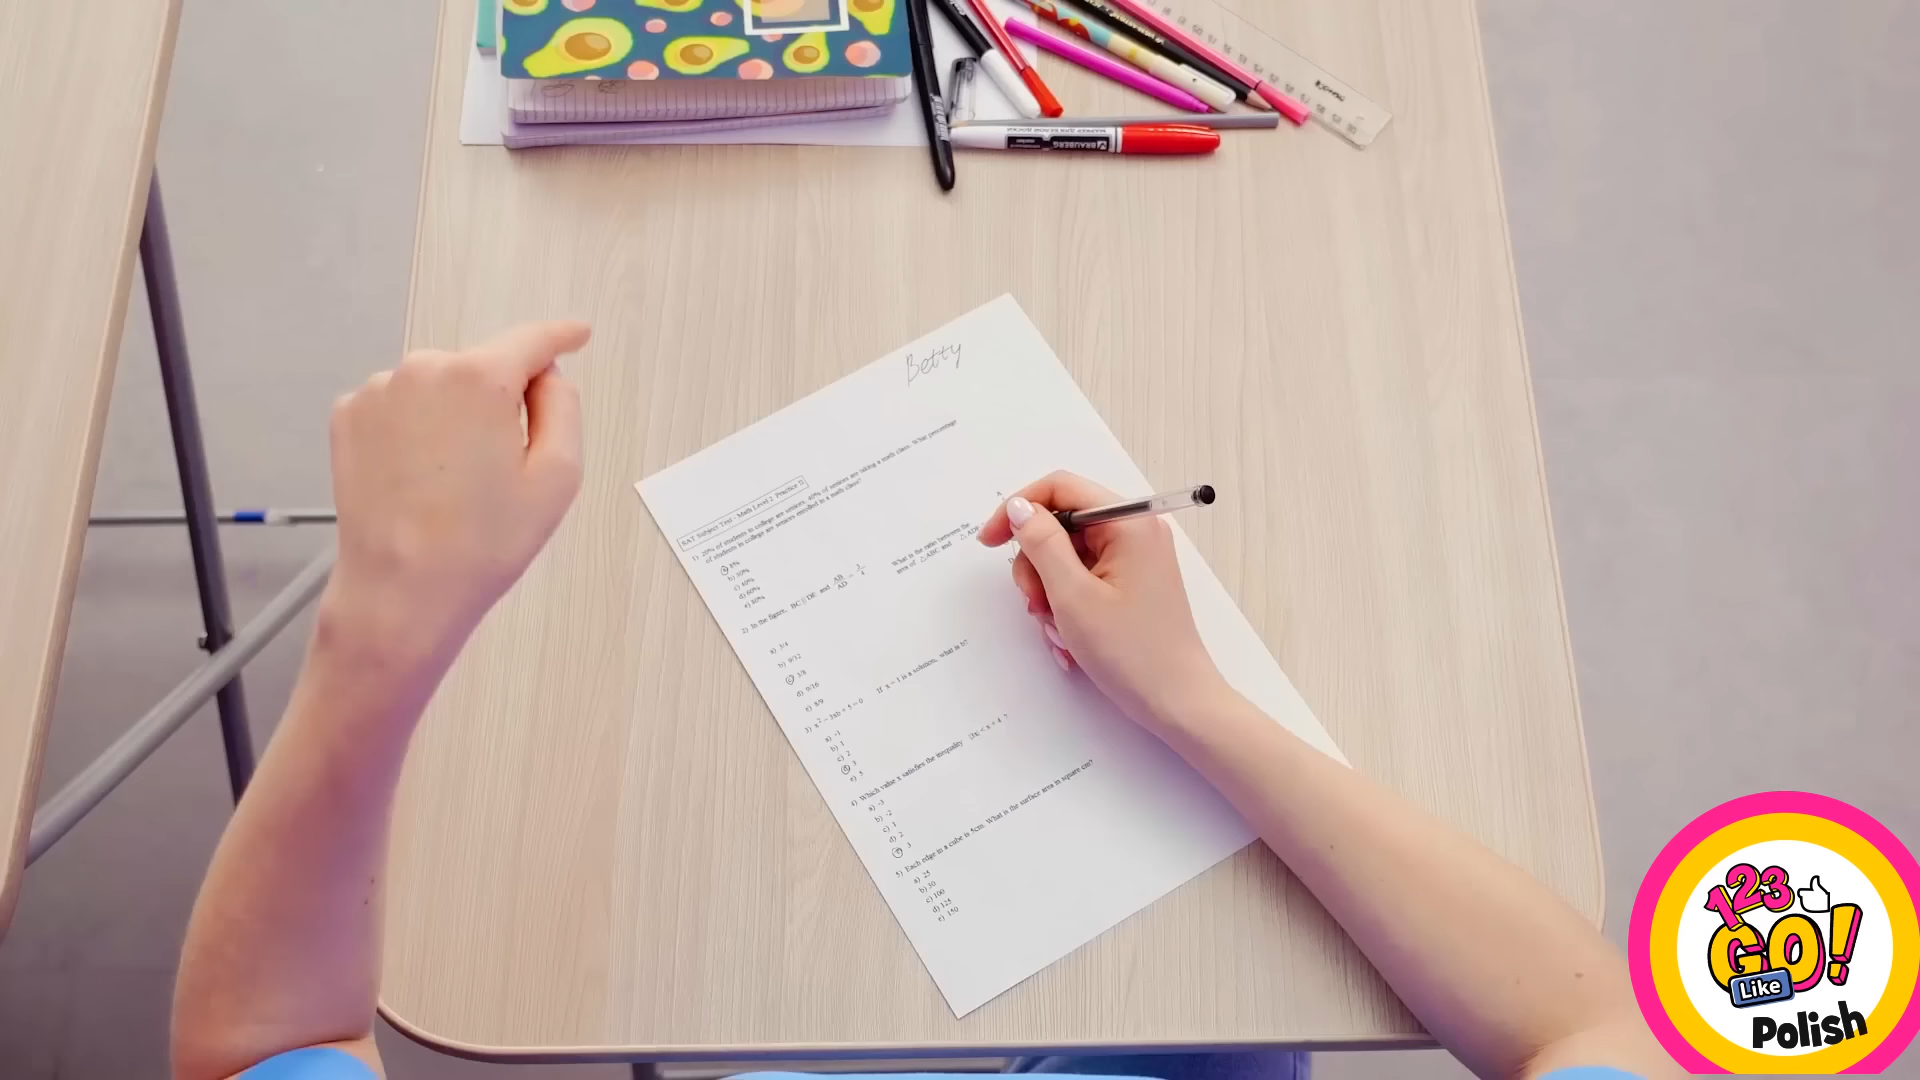 BRAUBERG
Betty
SAT Subject Test - Math Level 2 Practice II
1) 20% of students in college are seniors. 40% of seniors are taking a math class. What percentage
of students in college are seniors enrolled in a math class?
a) 8%
b) 30%
c) 40%
d) 60%
e) 80%
2) In the figure, BC || DE and AB/AD = 3/4
What is the ratio between the
area of △ABC and △ADE
a) 3/4
b) 9/12
c) 3/8
d) 9/16
e) 8/9
3) x² - 3xb + 5 = 0 If x = 1 is a solution, what is b?
a) -1
b) 1
c) 2
d) 3
e) 5
4) Which value x satisfies the inequality |3x| < x + 4 ?
a) -3
b) -2
c) 1
d) 2
e) 3
5) Each edge in a cube is 5cm. What is the surface area in square cm?
a) 25
b) 50
c) 100
d) 125
e) 150
123
GO!
Like
Polish